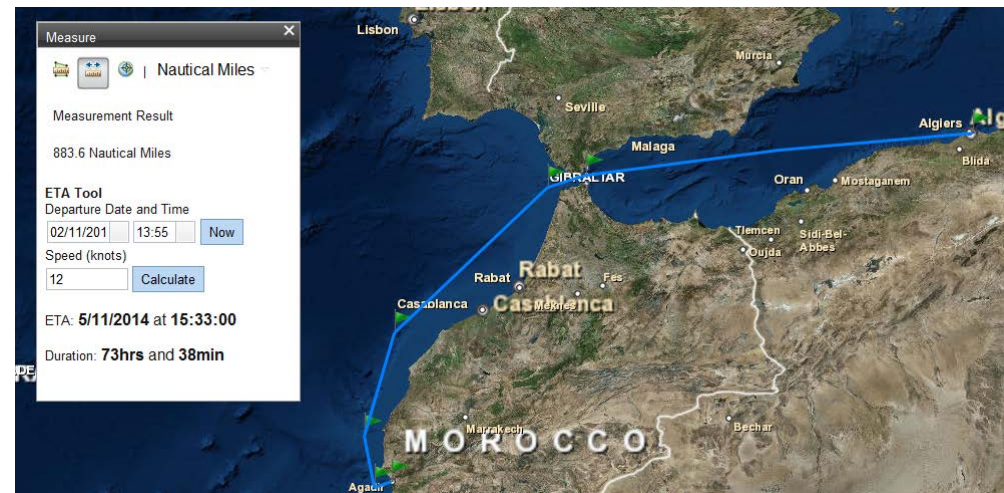 Measure
Nautical Miles
Measurement Result
883.6 Nautical Miles
ETA Tool
Departure Date and Time
02/11/201 13:55 Now
Speed (knots)
12 Calculate
ETA: 5/11/2014 at 15:33:00
Duration: 73hrs and 38min
Lisbon
Murcia
Seville
Algiers
Malaga
Blida
GIBRALTAR
Oran
Mostaganem
Tlemcen
Sidi-Bel-
Abbes
Oujda
Rabat Rabat
Fes
Casablanca Casablanca
Meknes
Marrakech
Bechar
MOROCCO
Agadir